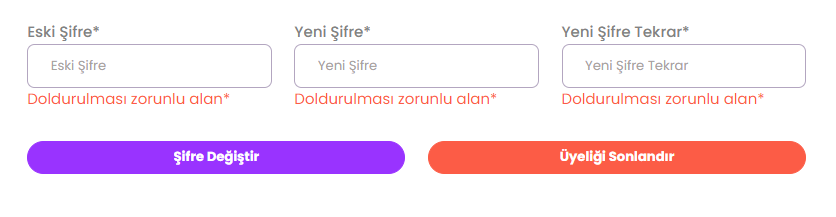 Eski Şifre* Yeni Şifre* Yeni Şifre Tekrar*
Eski Şifre Yeni Şifre Yeni Şifre Tekrar
Doldurulması zorunlu alan* Doldurulması zorunlu alan* Doldurulması zorunlu alan*
Şifre Değiştir Üyeliği Sonlandır